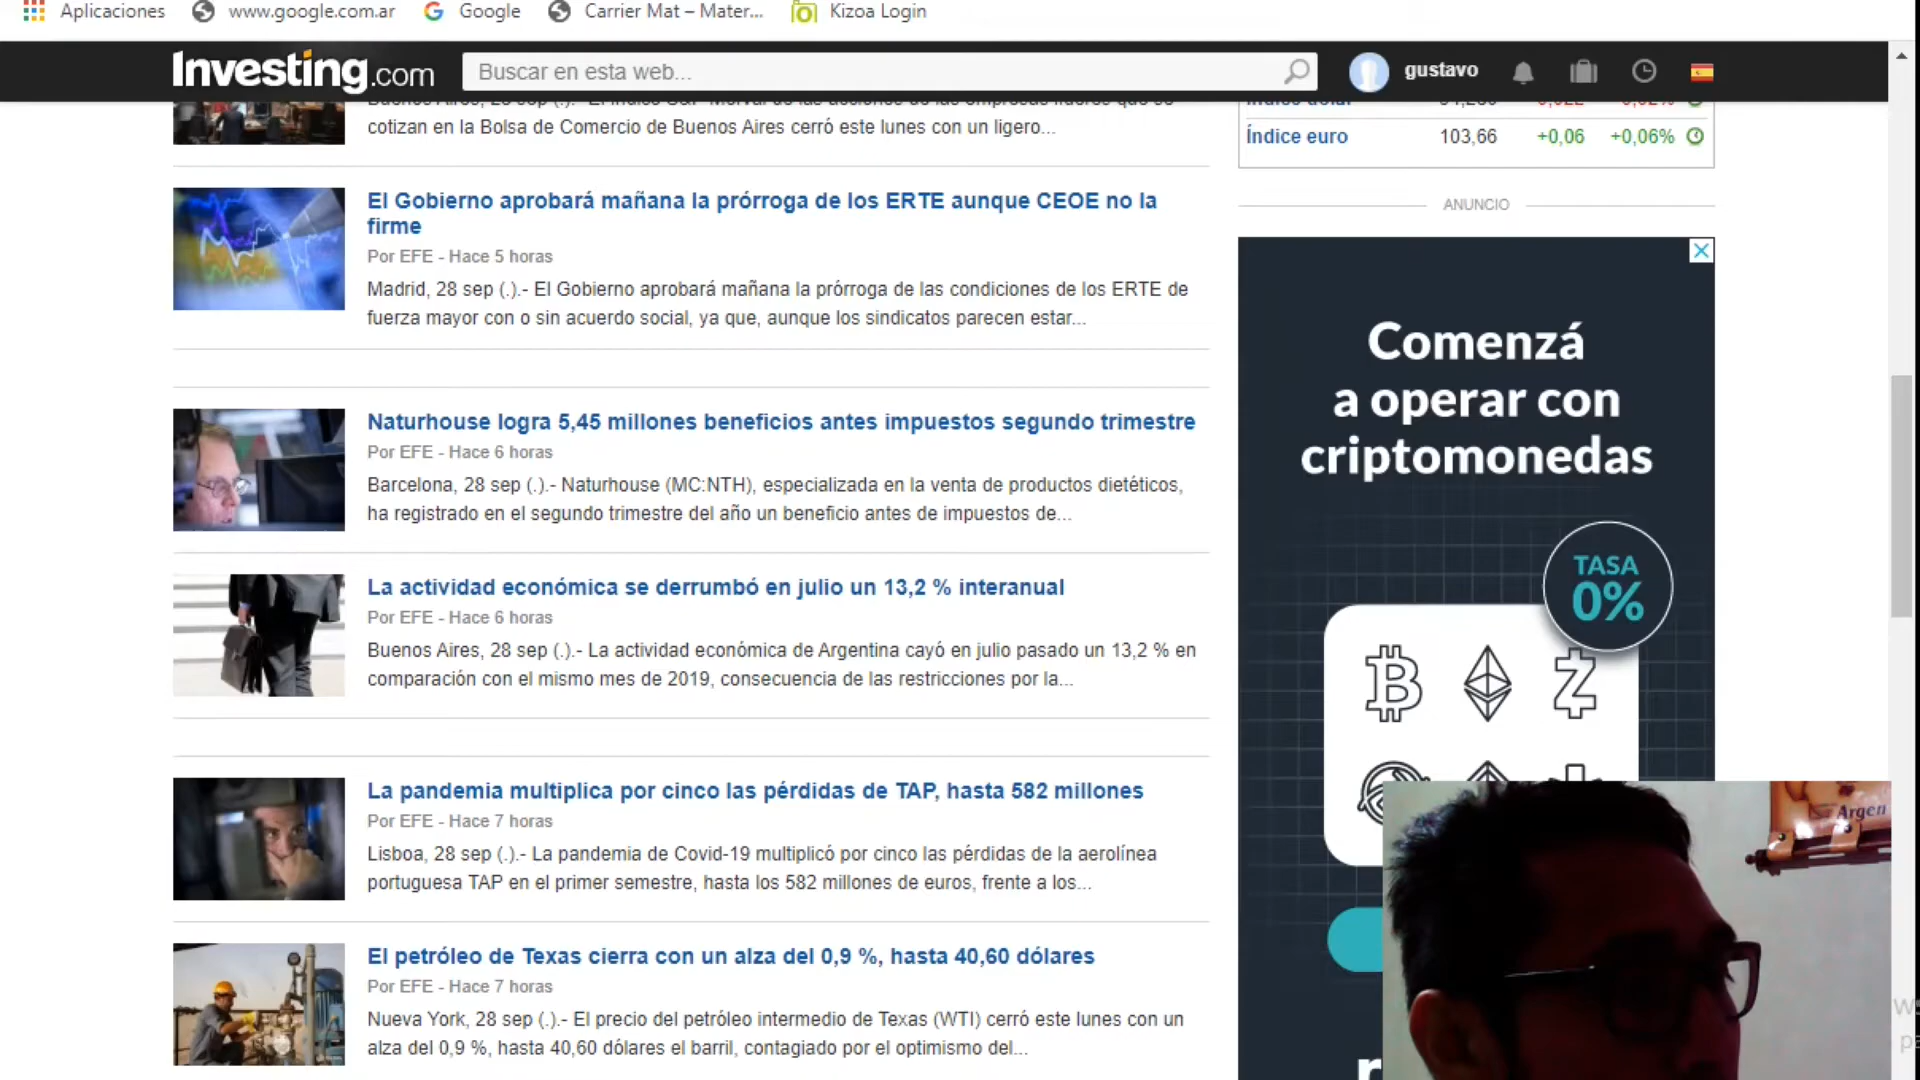 Aplicaciones www.google.com.ar Google Carrier Mat – Mater... Kizoa Login
Investing.com Buscar en esta web... gustavo
cotizan en la Bolsa de Comercio de Buenos Aires cerró este lunes con un ligero...
Índice euro 103,66 +0,06 +0,06%
El Gobierno aprobará mañana la prórroga de los ERTE aunque CEOE no la
firme
Por EFE - Hace 5 horas
Madrid, 28 sep (.).- El Gobierno aprobará mañana la prórroga de las condiciones de los ERTE de
fuerza mayor con o sin acuerdo social, ya que, aunque los sindicatos parecen estar...
Naturhouse logra 5,45 millones beneficios antes impuestos segundo trimestre
Por EFE - Hace 6 horas
Barcelona, 28 sep (.).- Naturhouse (MC:NTH), especializada en la venta de productos dietéticos,
ha registrado en el segundo trimestre del año un beneficio antes de impuestos de...
La actividad económica se derrumbó en julio un 13,2 % interanual
Por EFE - Hace 6 horas
Buenos Aires, 28 sep (.).- La actividad económica de Argentina cayó en julio pasado un 13,2 % en
comparación con el mismo mes de 2019, consecuencia de las restricciones por la...
La pandemia multiplica por cinco las pérdidas de TAP, hasta 582 millones
Por EFE - Hace 7 horas
Lisboa, 28 sep (.).- La pandemia de Covid-19 multiplicó por cinco las pérdidas de la aerolínea
portuguesa TAP en el primer semestre, hasta los 582 millones de euros, frente a los...
El petróleo de Texas cierra con un alza del 0,9 %, hasta 40,60 dólares
Por EFE - Hace 7 horas
Nueva York, 28 sep (.).- El precio del petróleo intermedio de Texas (WTI) cerró este lunes con un
alza del 0,9 %, hasta 40,60 dólares el barril, contagiado por el optimismo del...
ANUNCIO
Comenzá
a operar con
criptomonedas
TASA
0%
Argen